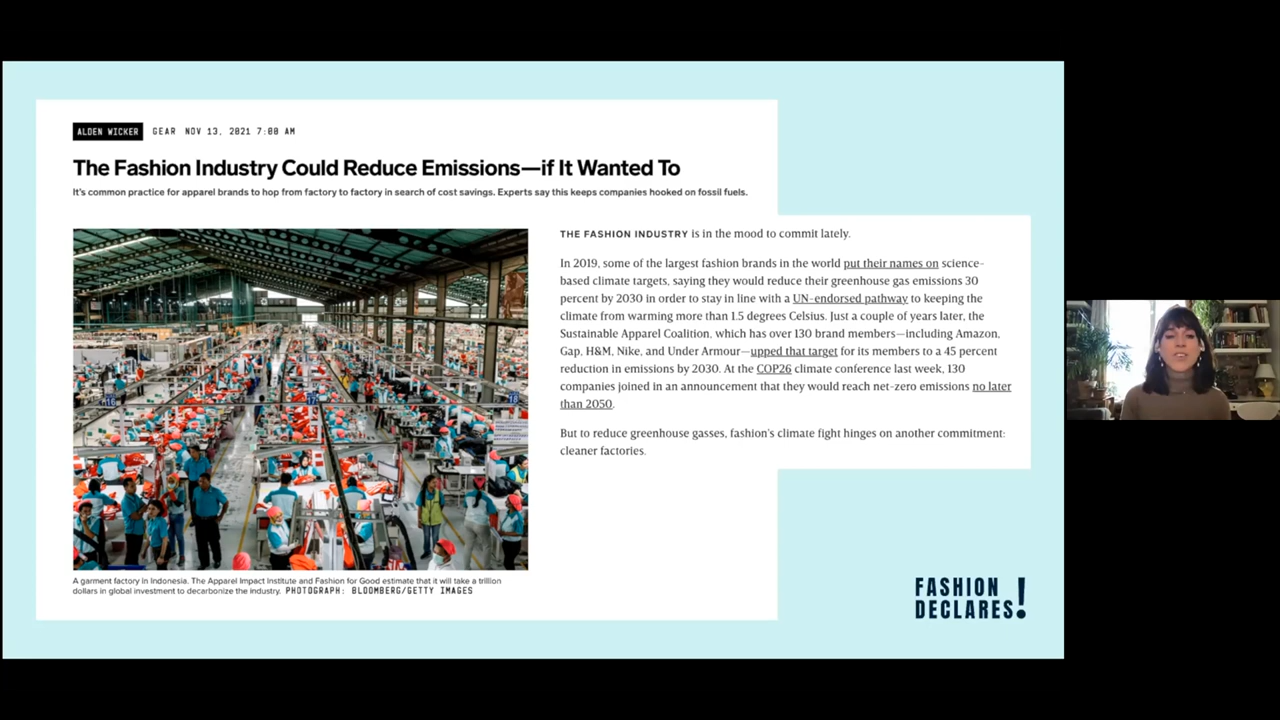 ALDEN WICKER GEAR NOV 13, 2021 7:00 AM
The Fashion Industry Could Reduce Emissions—if It Wanted To
It's common practice for apparel brands to hop from factory to factory in search of cost savings. Experts say this keeps companies hooked on fossil fuels.
THE FASHION INDUSTRY is in the mood to commit lately.
In 2019, some of the largest fashion brands in the world put their names on science-
based climate targets, saying they would reduce their greenhouse gas emissions 30
percent by 2030 in order to stay in line with a UN-endorsed pathway to keeping the
climate from warming more than 1.5 degrees Celsius. Just a couple of years later, the
Sustainable Apparel Coalition, which has over 130 brand members—including Amazon,
Gap, H&M, Nike, and Under Armour—upped that target for its members to a 45 percent
reduction in emissions by 2030. At the COP26 climate conference last week, 130
companies joined in an announcement that they would reach net-zero emissions no later
than 2050.
But to reduce greenhouse gasses, fashion's climate fight hinges on another commitment:
cleaner factories.
16
17
18
A garment factory in Indonesia. The Apparel Impact Institute and Fashion for Good estimate that it will take a trillion
dollars in global investment to decarbonize the industry. PHOTOGRAPH: BLOOMBERG/GETTY IMAGES
FASHION
DECLARES!